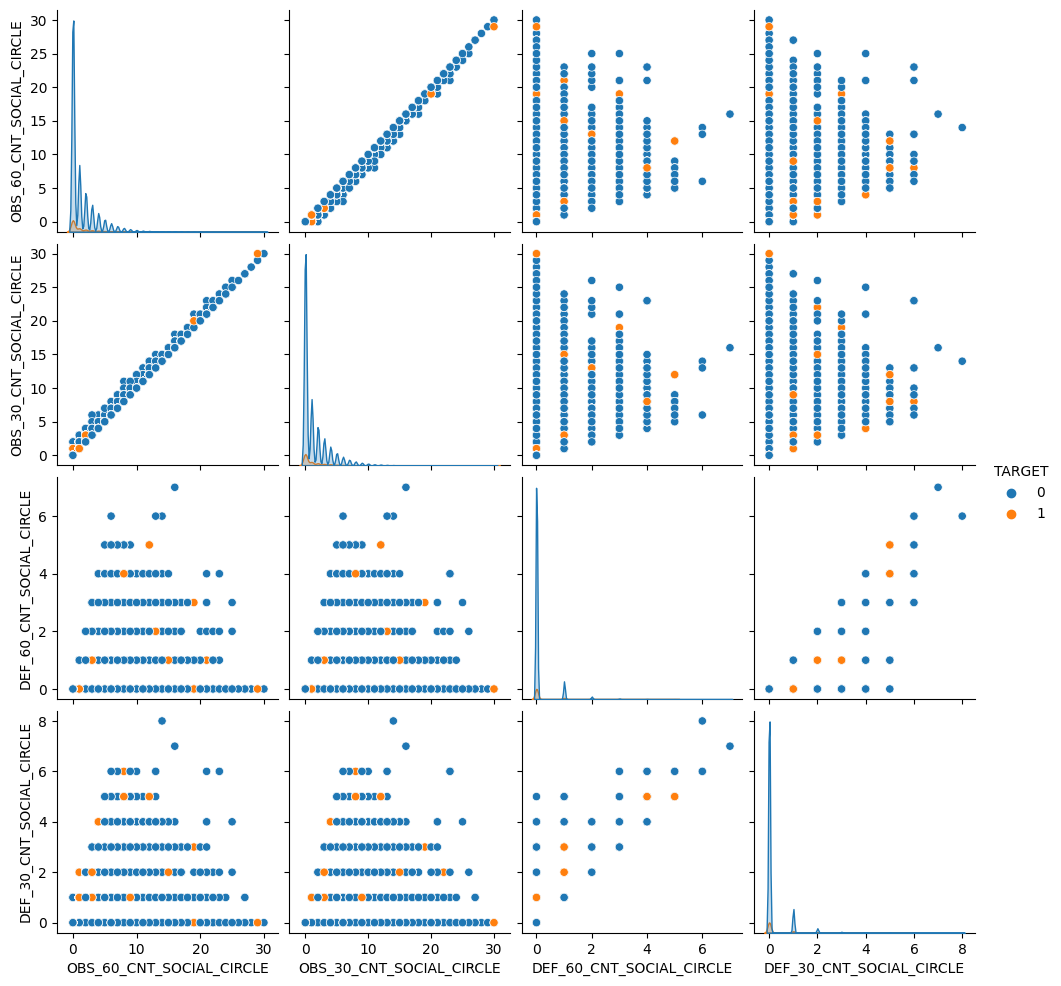 OBS_60_CNT_SOCIAL_CIRCLE
30
25
20
15
10
5
0
OBS_30_CNT_SOCIAL_CIRCLE
30
25
20
15
10
5
0
DEF_60_CNT_SOCIAL_CIRCLE
6
4
2
0
TARGET
0
1
DEF_30_CNT_SOCIAL_CIRCLE
8
6
4
2
0
0 10 20 30
0 10 20 30
0 2 4 6
0 2 4 6 8
OBS_60_CNT_SOCIAL_CIRCLE
OBS_30_CNT_SOCIAL_CIRCLE
DEF_60_CNT_SOCIAL_CIRCLE
DEF_30_CNT_SOCIAL_CIRCLE